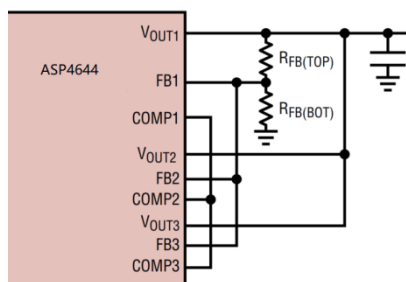 VOUT1
RFB(TOP)
ASP4644
FB1
RFB(BOT)
COMP1
VOUT2
FB2
COMP2
VOUT3
FB3
COMP3